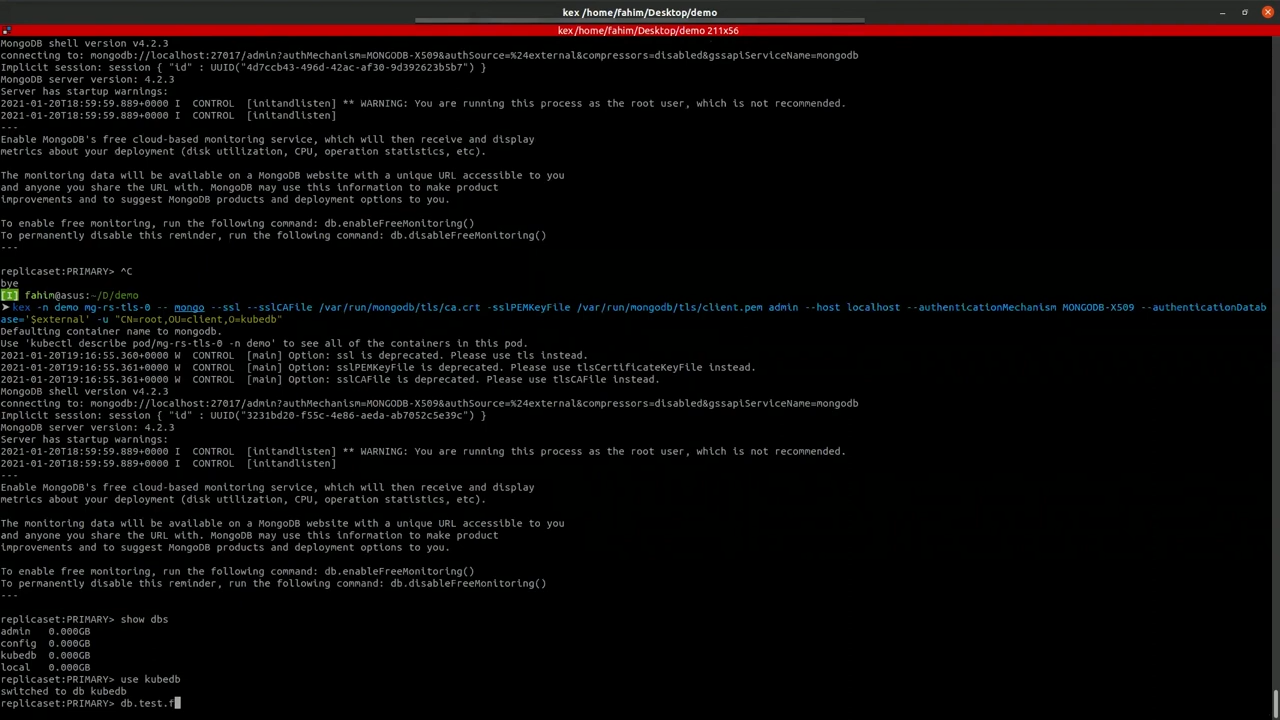 kex /home/fahim/Desktop/demo
kex /home/fahim/Desktop/demo 211x56
MongoDB shell version v4.2.3
connecting to: mongodb://localhost:27017/admin?authMechanism=MONGODB-X509&authSource=%24external&compressors=disabled&gssapiServiceName=mongodb
Implicit session: session { "id" : UUID("4d7ccb43-496d-42ac-af30-9d392623b5b7") }
MongoDB server version: 4.2.3
Server has startup warnings:
2021-01-20T18:59:59.889+0000 I  CONTROL  [initandlisten] ** WARNING: You are running this process as the root user, which is not recommended.
2021-01-20T18:59:59.889+0000 I  CONTROL  [initandlisten]
---
Enable MongoDB's free cloud-based monitoring service, which will then receive and display
metrics about your deployment (disk utilization, CPU, operation statistics, etc).
The monitoring data will be available on a MongoDB website with a unique URL accessible to you
and anyone you share the URL with. MongoDB may use this information to make product
improvements and to suggest MongoDB products and deployment options to you.
To enable free monitoring, run the following command: db.enableFreeMonitoring()
To permanently disable this reminder, run the following command: db.disableFreeMonitoring()
---
replicaset:PRIMARY> ^C
bye
[I] fahim@asus:~/D/demo
➤kex -n demo mg-rs-tls-0 -- mongo --ssl --sslCAFile /var/run/mongodb/tls/ca.crt -sslPEMKeyFile /var/run/mongodb/tls/client.pem admin --host localhost --authenticationMechanism MONGODB-X509 --authenticationDatab
ase='$external' -u "CN=root,OU=client,O=kubedb"
Defaulting container name to mongodb.
Use 'kubectl describe pod/mg-rs-tls-0 -n demo' to see all of the containers in this pod.
2021-01-20T19:16:55.360+0000 W  CONTROL  [main] Option: ssl is deprecated. Please use tls instead.
2021-01-20T19:16:55.361+0000 W  CONTROL  [main] Option: sslPEMKeyFile is deprecated. Please use tlsCertificateKeyFile instead.
2021-01-20T19:16:55.361+0000 W  CONTROL  [main] Option: sslCAFile is deprecated. Please use tlsCAFile instead.
MongoDB shell version v4.2.3
connecting to: mongodb://localhost:27017/admin?authMechanism=MONGODB-X509&authSource=%24external&compressors=disabled&gssapiServiceName=mongodb
Implicit session: session { "id" : UUID("3231bd20-f55c-4e86-aeda-ab7052c5e39c") }
MongoDB server version: 4.2.3
Server has startup warnings:
2021-01-20T18:59:59.889+0000 I  CONTROL  [initandlisten] ** WARNING: You are running this process as the root user, which is not recommended.
2021-01-20T18:59:59.889+0000 I  CONTROL  [initandlisten]
---
Enable MongoDB's free cloud-based monitoring service, which will then receive and display
metrics about your deployment (disk utilization, CPU, operation statistics, etc).
The monitoring data will be available on a MongoDB website with a unique URL accessible to you
and anyone you share the URL with. MongoDB may use this information to make product
improvements and to suggest MongoDB products and deployment options to you.
To enable free monitoring, run the following command: db.enableFreeMonitoring()
To permanently disable this reminder, run the following command: db.disableFreeMonitoring()
---
replicaset:PRIMARY> show dbs
admin   0.000GB
config  0.000GB
kubedb  0.000GB
local   0.000GB
replicaset:PRIMARY> use kubedb
switched to db kubedb
replicaset:PRIMARY> db.test.f